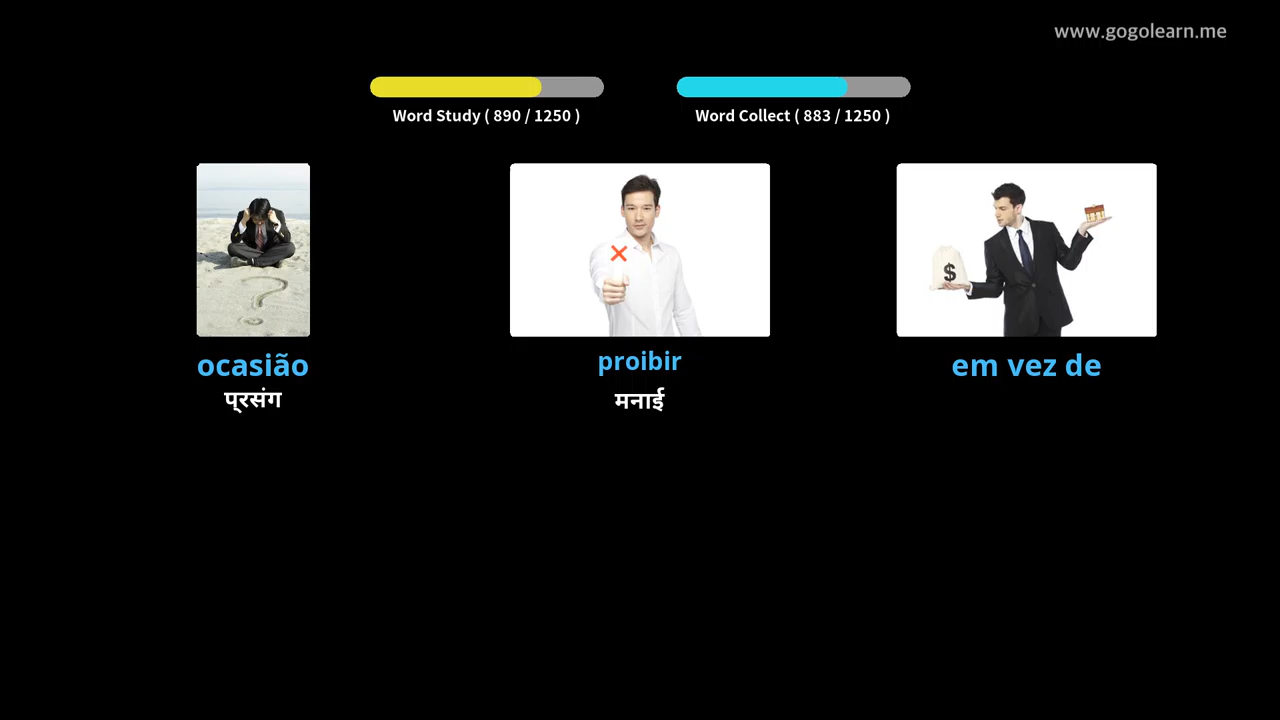 www.gogolearn.me
Word Study ( 890 / 1250 )
Word Collect ( 883 / 1250 )
$
ocasião
प्रसंग
proibir
मनाई
em vez de